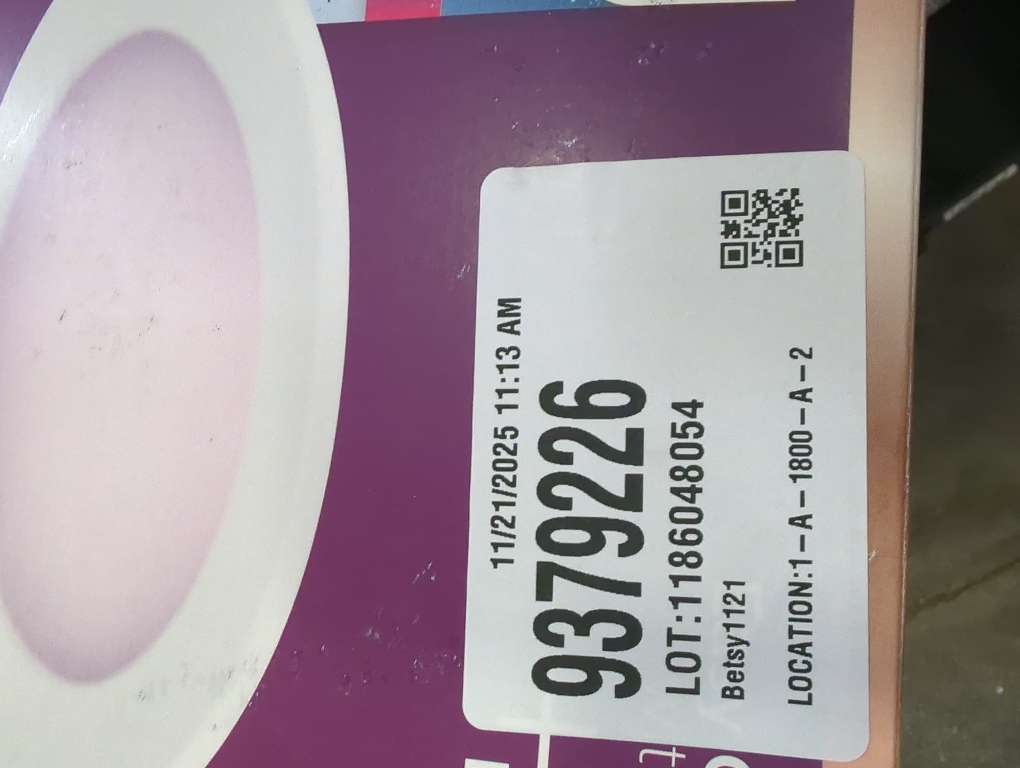 11/21/2025 11:13 AM
9379226
LOT:1186048054
Betsy1121
LOCATION:1-A-1800-A-2